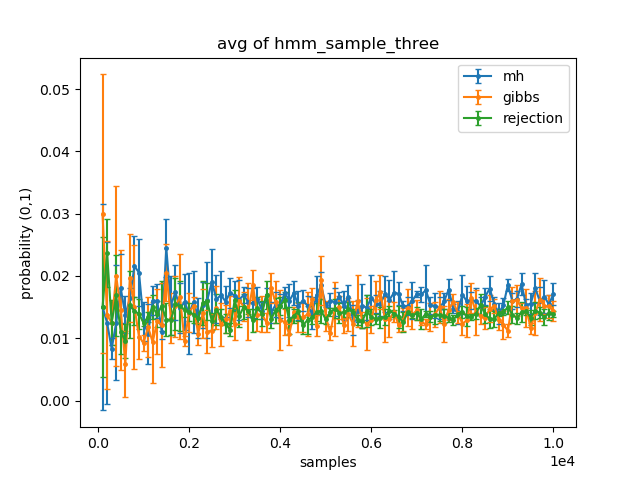 avg of hmm_sample_three
mh
gibbs
rejection
probability (0,1)
0.05
0.04
0.03
0.02
0.01
0.00
0.0
0.2
0.4
0.6
0.8
1.0
1e4
samples